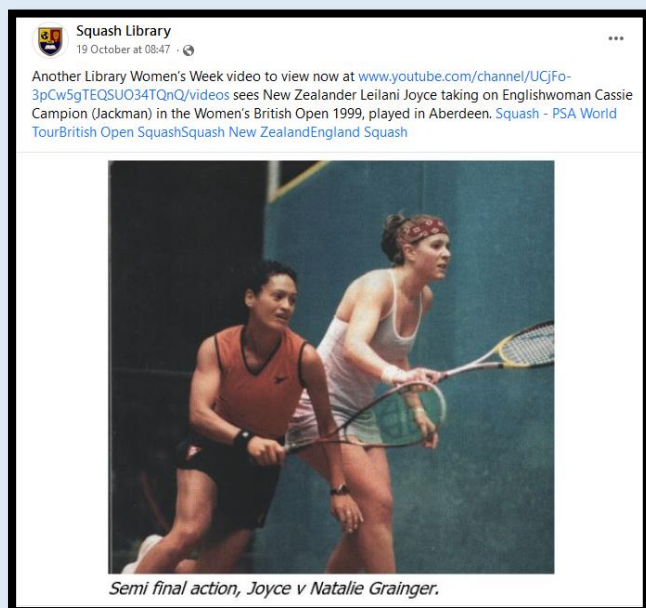 Squash Library
19 October at 08:47 ·
Another Library Women's Week video to view now at www.youtube.com/channel/UCjFo-
3pCw5gTEQSUO34TQnQ/videos sees New Zealander Leilani Joyce taking on Englishwoman Cassie
Campion (Jackman) in the Women's British Open 1999, played in Aberdeen. Squash - PSA World
TourBritish Open SquashSquash New ZealandEngland Squash
Semi final action, Joyce v Natalie Grainger.